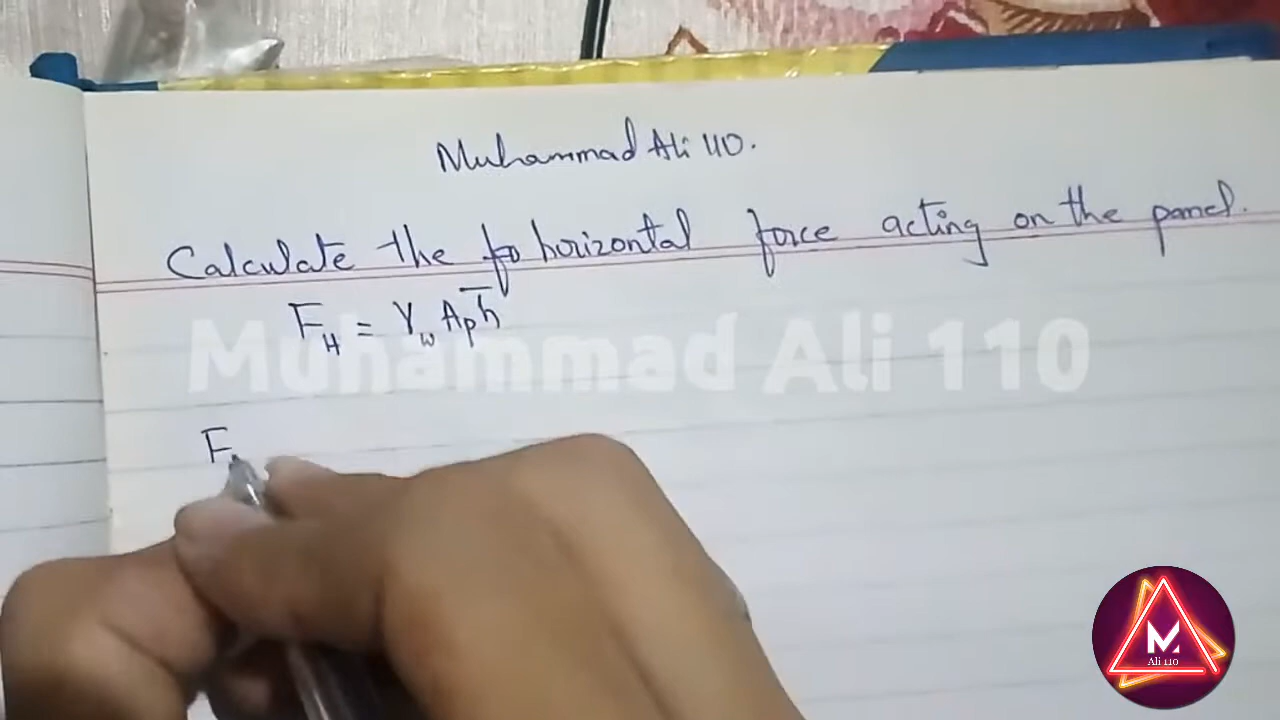 Muhammad Ali 110.
Calculate the fo horizontal force acting on the panel.
F_H = γ_w A_p h̄
Muhammad Ali 110
F
M
Ali 110